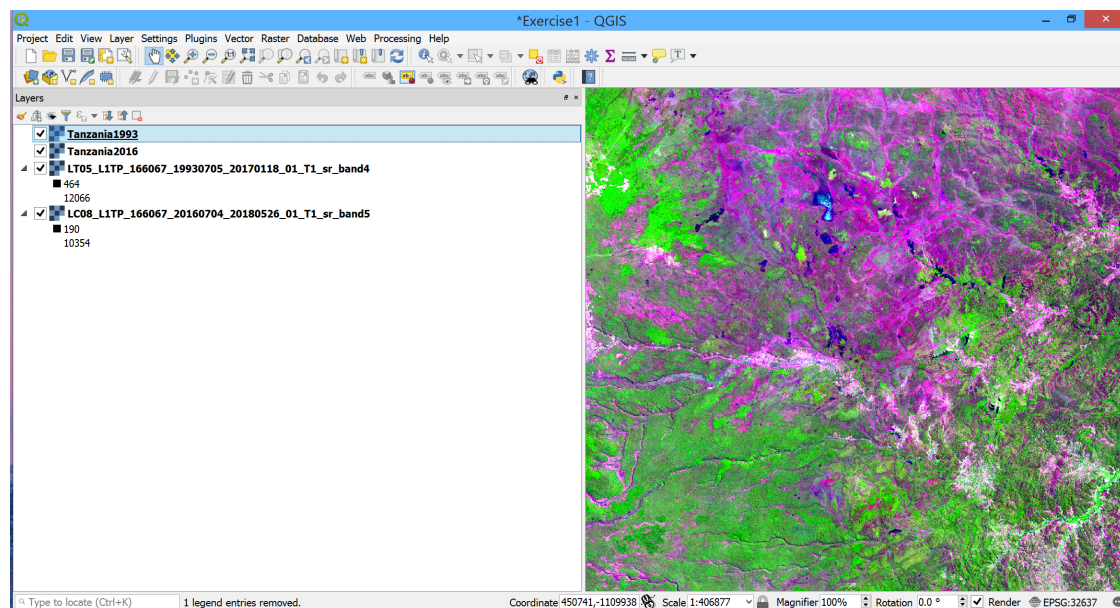 *Exercise1 - QGIS
Project Edit View Layer Settings Plugins Vector Raster Database Web Processing Help
Layers
Tanzania1993
Tanzania2016
LT05_L1TP_166067_19930705_20170118_01_T1_sr_band4
464
12066
LC08_L1TP_166067_20160704_20180526_01_T1_sr_band5
190
10354
Type to locate (Ctrl+K) 1 legend entries removed. Coordinate 450741,-1109938 Scale 1:406877 Magnifier 100% Rotation 0.0 ° Render EPSG:32637